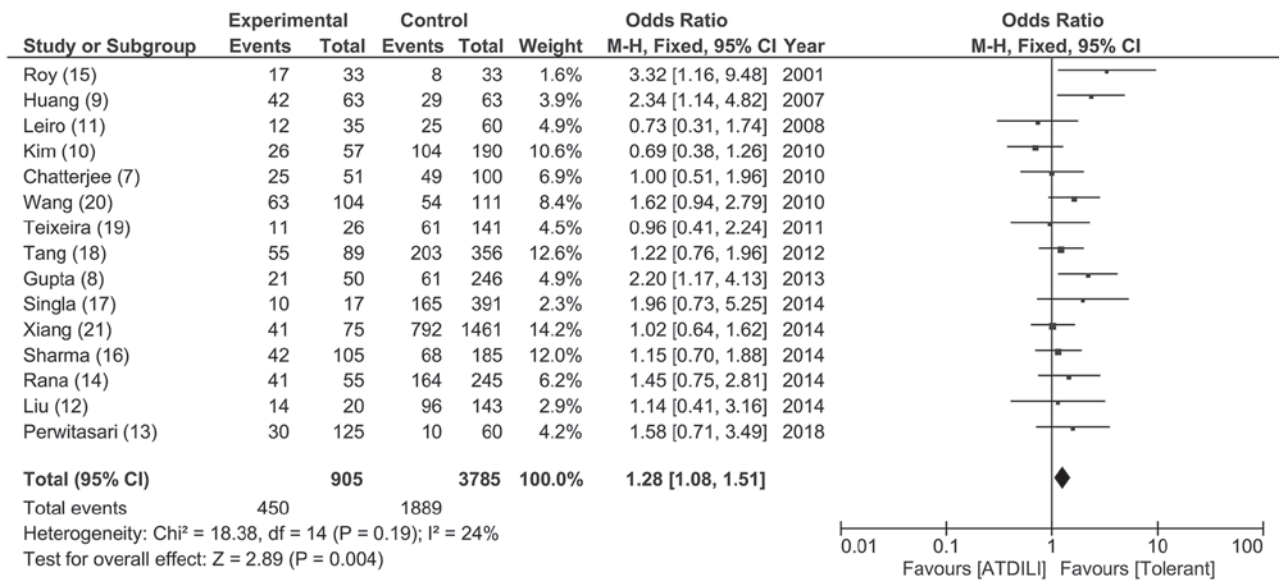 Experimental Control Odds Ratio Odds Ratio
Study or Subgroup Events Total Events Total Weight M-H, Fixed, 95% CI Year M-H, Fixed, 95% CI
Roy (15) 17 33 8 33 1.6% 3.32 [1.16, 9.48] 2001
Huang (9) 42 63 29 63 3.9% 2.34 [1.14, 4.82] 2007
Leiro (11) 12 35 25 60 4.9% 0.73 [0.31, 1.74] 2008
Kim (10) 26 57 104 190 10.6% 0.69 [0.38, 1.26] 2010
Chatterjee (7) 25 51 49 100 6.9% 1.00 [0.51, 1.96] 2010
Wang (20) 63 104 54 111 8.4% 1.62 [0.94, 2.79] 2010
Teixeira (19) 11 26 61 141 4.5% 0.96 [0.41, 2.24] 2011
Tang (18) 55 89 203 356 12.6% 1.22 [0.76, 1.96] 2012
Gupta (8) 21 50 61 246 4.9% 2.20 [1.17, 4.13] 2013
Singla (17) 10 17 165 391 2.3% 1.96 [0.73, 5.25] 2014
Xiang (21) 41 75 792 1461 14.2% 1.02 [0.64, 1.62] 2014
Sharma (16) 42 105 68 185 12.0% 1.15 [0.70, 1.88] 2014
Rana (14) 41 55 164 245 6.2% 1.45 [0.75, 2.81] 2014
Liu (12) 14 20 96 143 2.9% 1.14 [0.41, 3.16] 2014
Perwitasari (13) 30 125 10 60 4.2% 1.58 [0.71, 3.49] 2018
Total (95% CI) 905 3785 100.0% 1.28 [1.08, 1.51]
Total events 450 1889
Heterogeneity: Chi² = 18.38, df = 14 (P = 0.19); I² = 24%
Test for overall effect: Z = 2.89 (P = 0.004)
0.01 0.1 1 10 100
Favours [ATDILI] Favours [Tolerant]